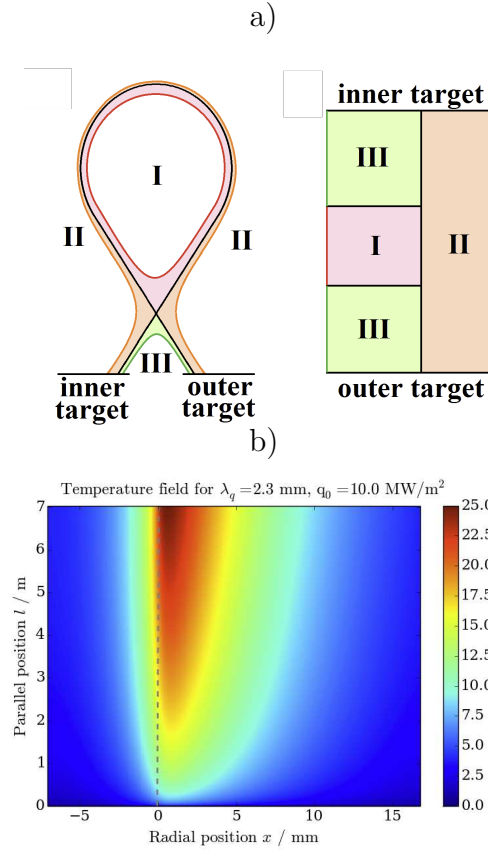 a)
inner target
I
III
II
II
I
II
III
III
inner
target
outer
target
outer target
b)
Temperature field for λ_q =2.3 mm, q_0 =10.0 MW/m²
Parallel position l / m
7
6
5
4
3
2
1
0
−5
0
5
10
15
Radial position x / mm
25.0
22.5
20.0
17.5
15.0
12.5
10.0
7.5
5.0
2.5
0.0